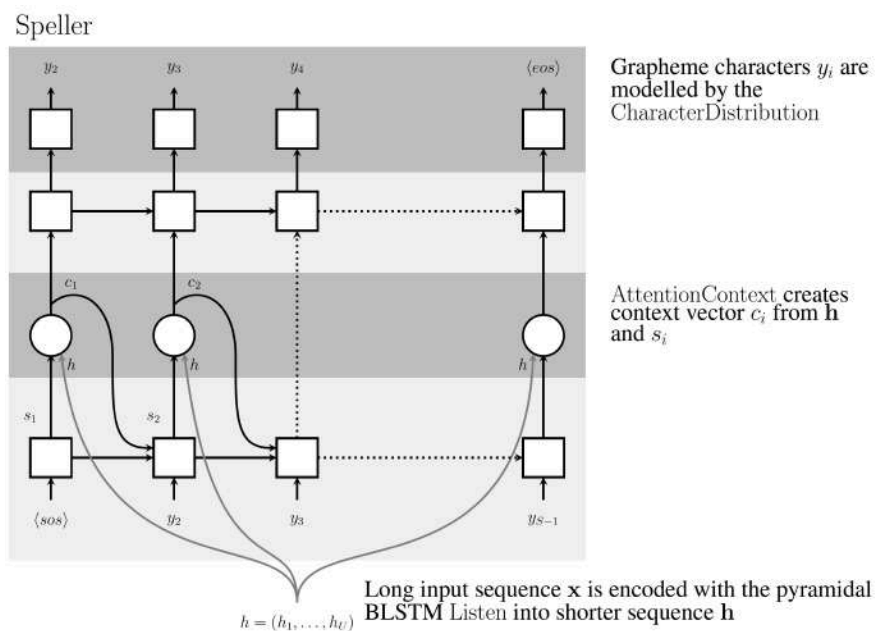 Speller
y₂ y₃ y₄ ⟨eos⟩
Grapheme characters yᵢ are
modelled by the
CharacterDistribution
c₁ c₂
AttentionContext creates
context vector cᵢ from h
and sᵢ
h h h
s₁ s₂
⟨sos⟩ y₂ y₃ y_{S−1}
Long input sequence x is encoded with the pyramidal
BLSTM Listen into shorter sequence h
h = (h₁, . . . , h_U)